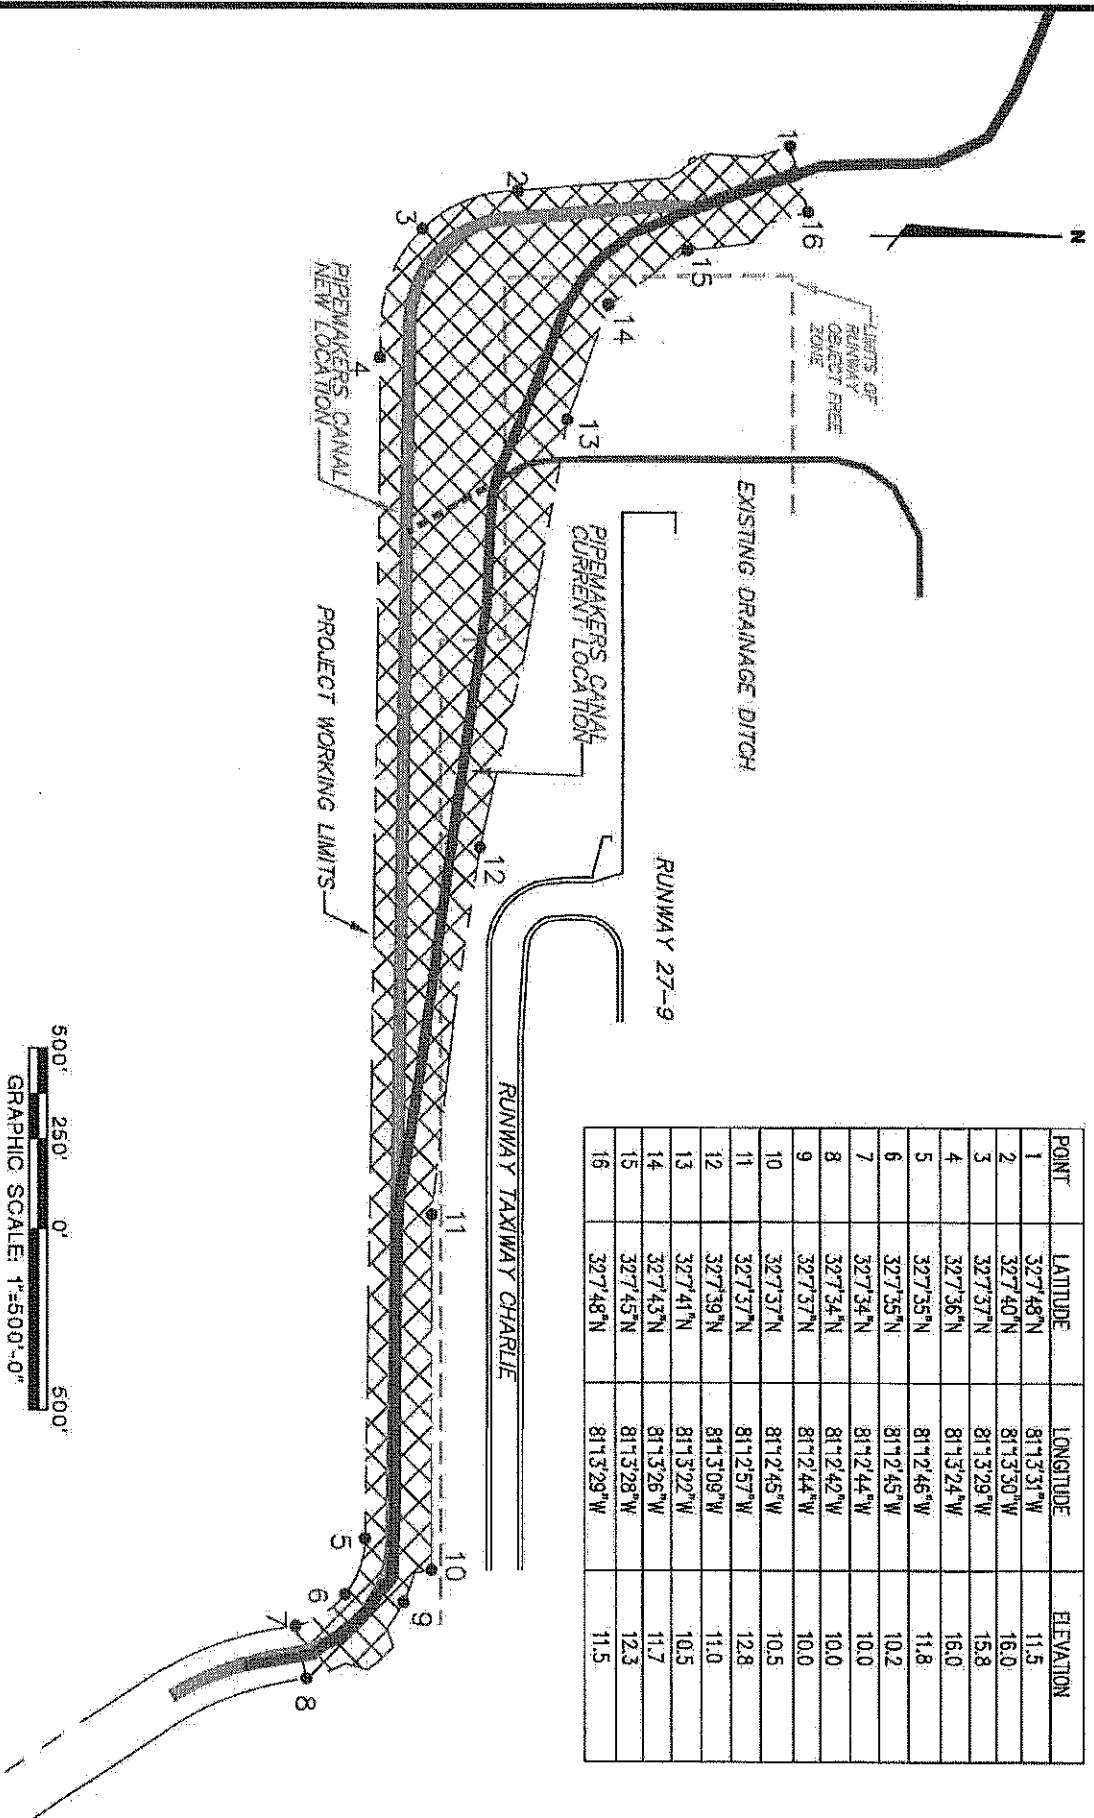 N
1
16
2
3
15
14
4
13
LIMITS OF
RUNWAY
OBJECT FREE
ZONE
PIPEMAKERS CANAL
NEW LOCATION
EXISTING DRAINAGE DITCH
PIPEMAKERS CANAL
CURRENT LOCATION
PROJECT WORKING LIMITS
12
RUNWAY 27-9
RUNWAY TAXIWAY CHARLIE
11
5
10
6
9
7
8
500' 250' 0' 500'
GRAPHIC SCALE: 1"=500'-0"
POINT LATITUDE LONGITUDE ELEVATION
1 32°7'48"N 81°13'31"W 11.5
2 32°7'40"N 81°13'30"W 16.0
3 32°7'37"N 81°13'29"W 15.8
4 32°7'36"N 81°13'24"W 16.0
5 32°7'35"N 81°12'46"W 11.8
6 32°7'35"N 81°12'45"W 10.2
7 32°7'34"N 81°12'44"W 10.0
8 32°7'34"N 81°12'42"W 10.0
9 32°7'37"N 81°12'44"W 10.0
10 32°7'37"N 81°12'45"W 10.5
11 32°7'37"N 81°12'57"W 12.8
12 32°7'39"N 81°13'09"W 11.0
13 32°7'41"N 81°13'22"W 10.5
14 32°7'43"N 81°13'26"W 11.7
15 32°7'45"N 81°13'28"W 12.3
16 32°7'48"N 81°13'29"W 11.5